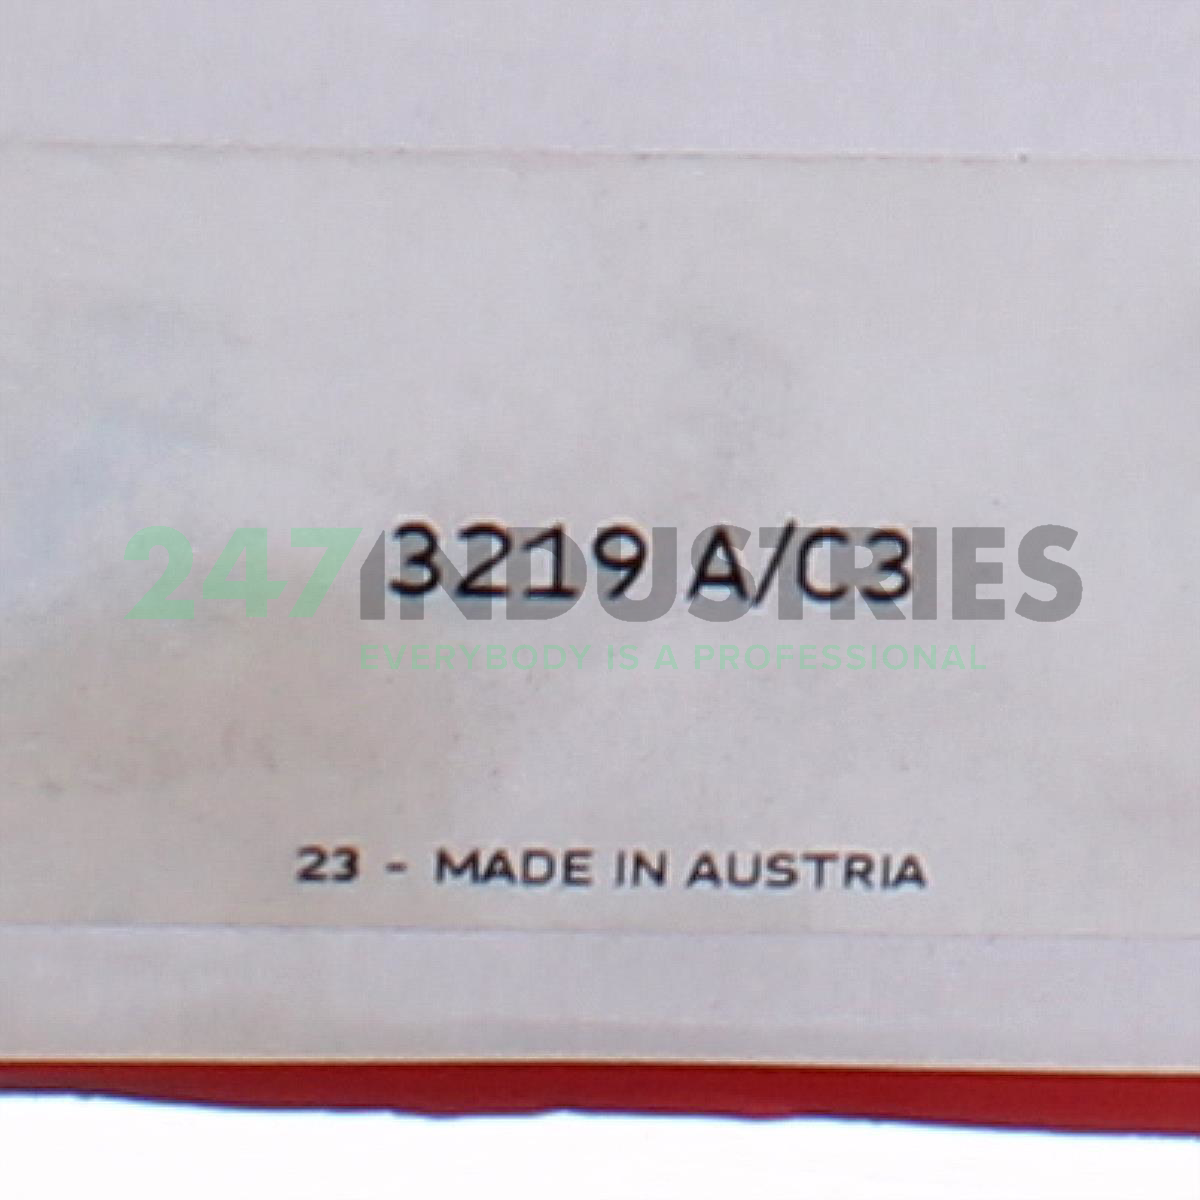 247INDUSTRIES
3219 A/C3
EVERYBODY IS A PROFESSIONAL
23 - MADE IN AUSTRIA